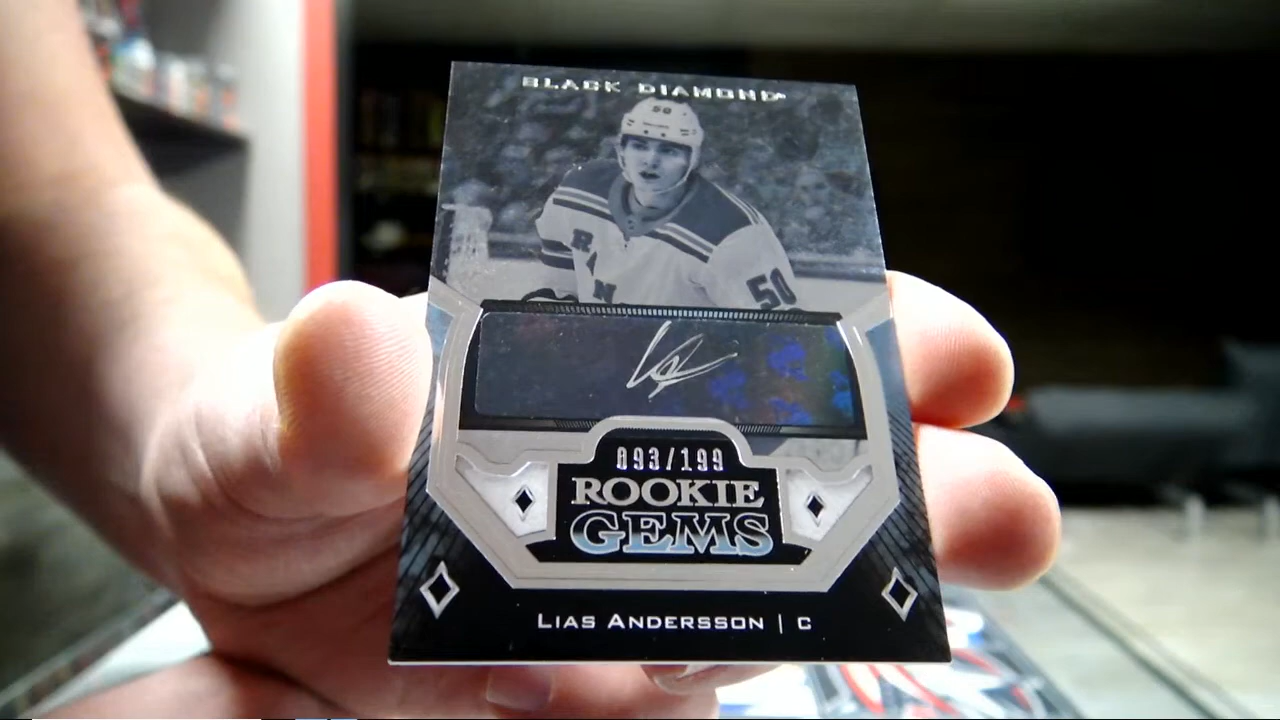 BLACK DIAMOND
50
RAN
50
093/199
ROOKIE
GEMS
LIAS ANDERSSON | C